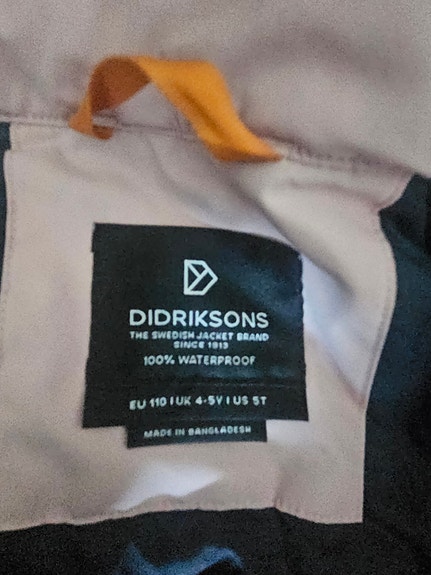 DIDRIKSONS
THE SWEDISH JACKET BRAND
SINCE 1913
100% WATERPROOF
EU 110 | UK 4-5Y | US 5T
MADE IN BANGLADESH